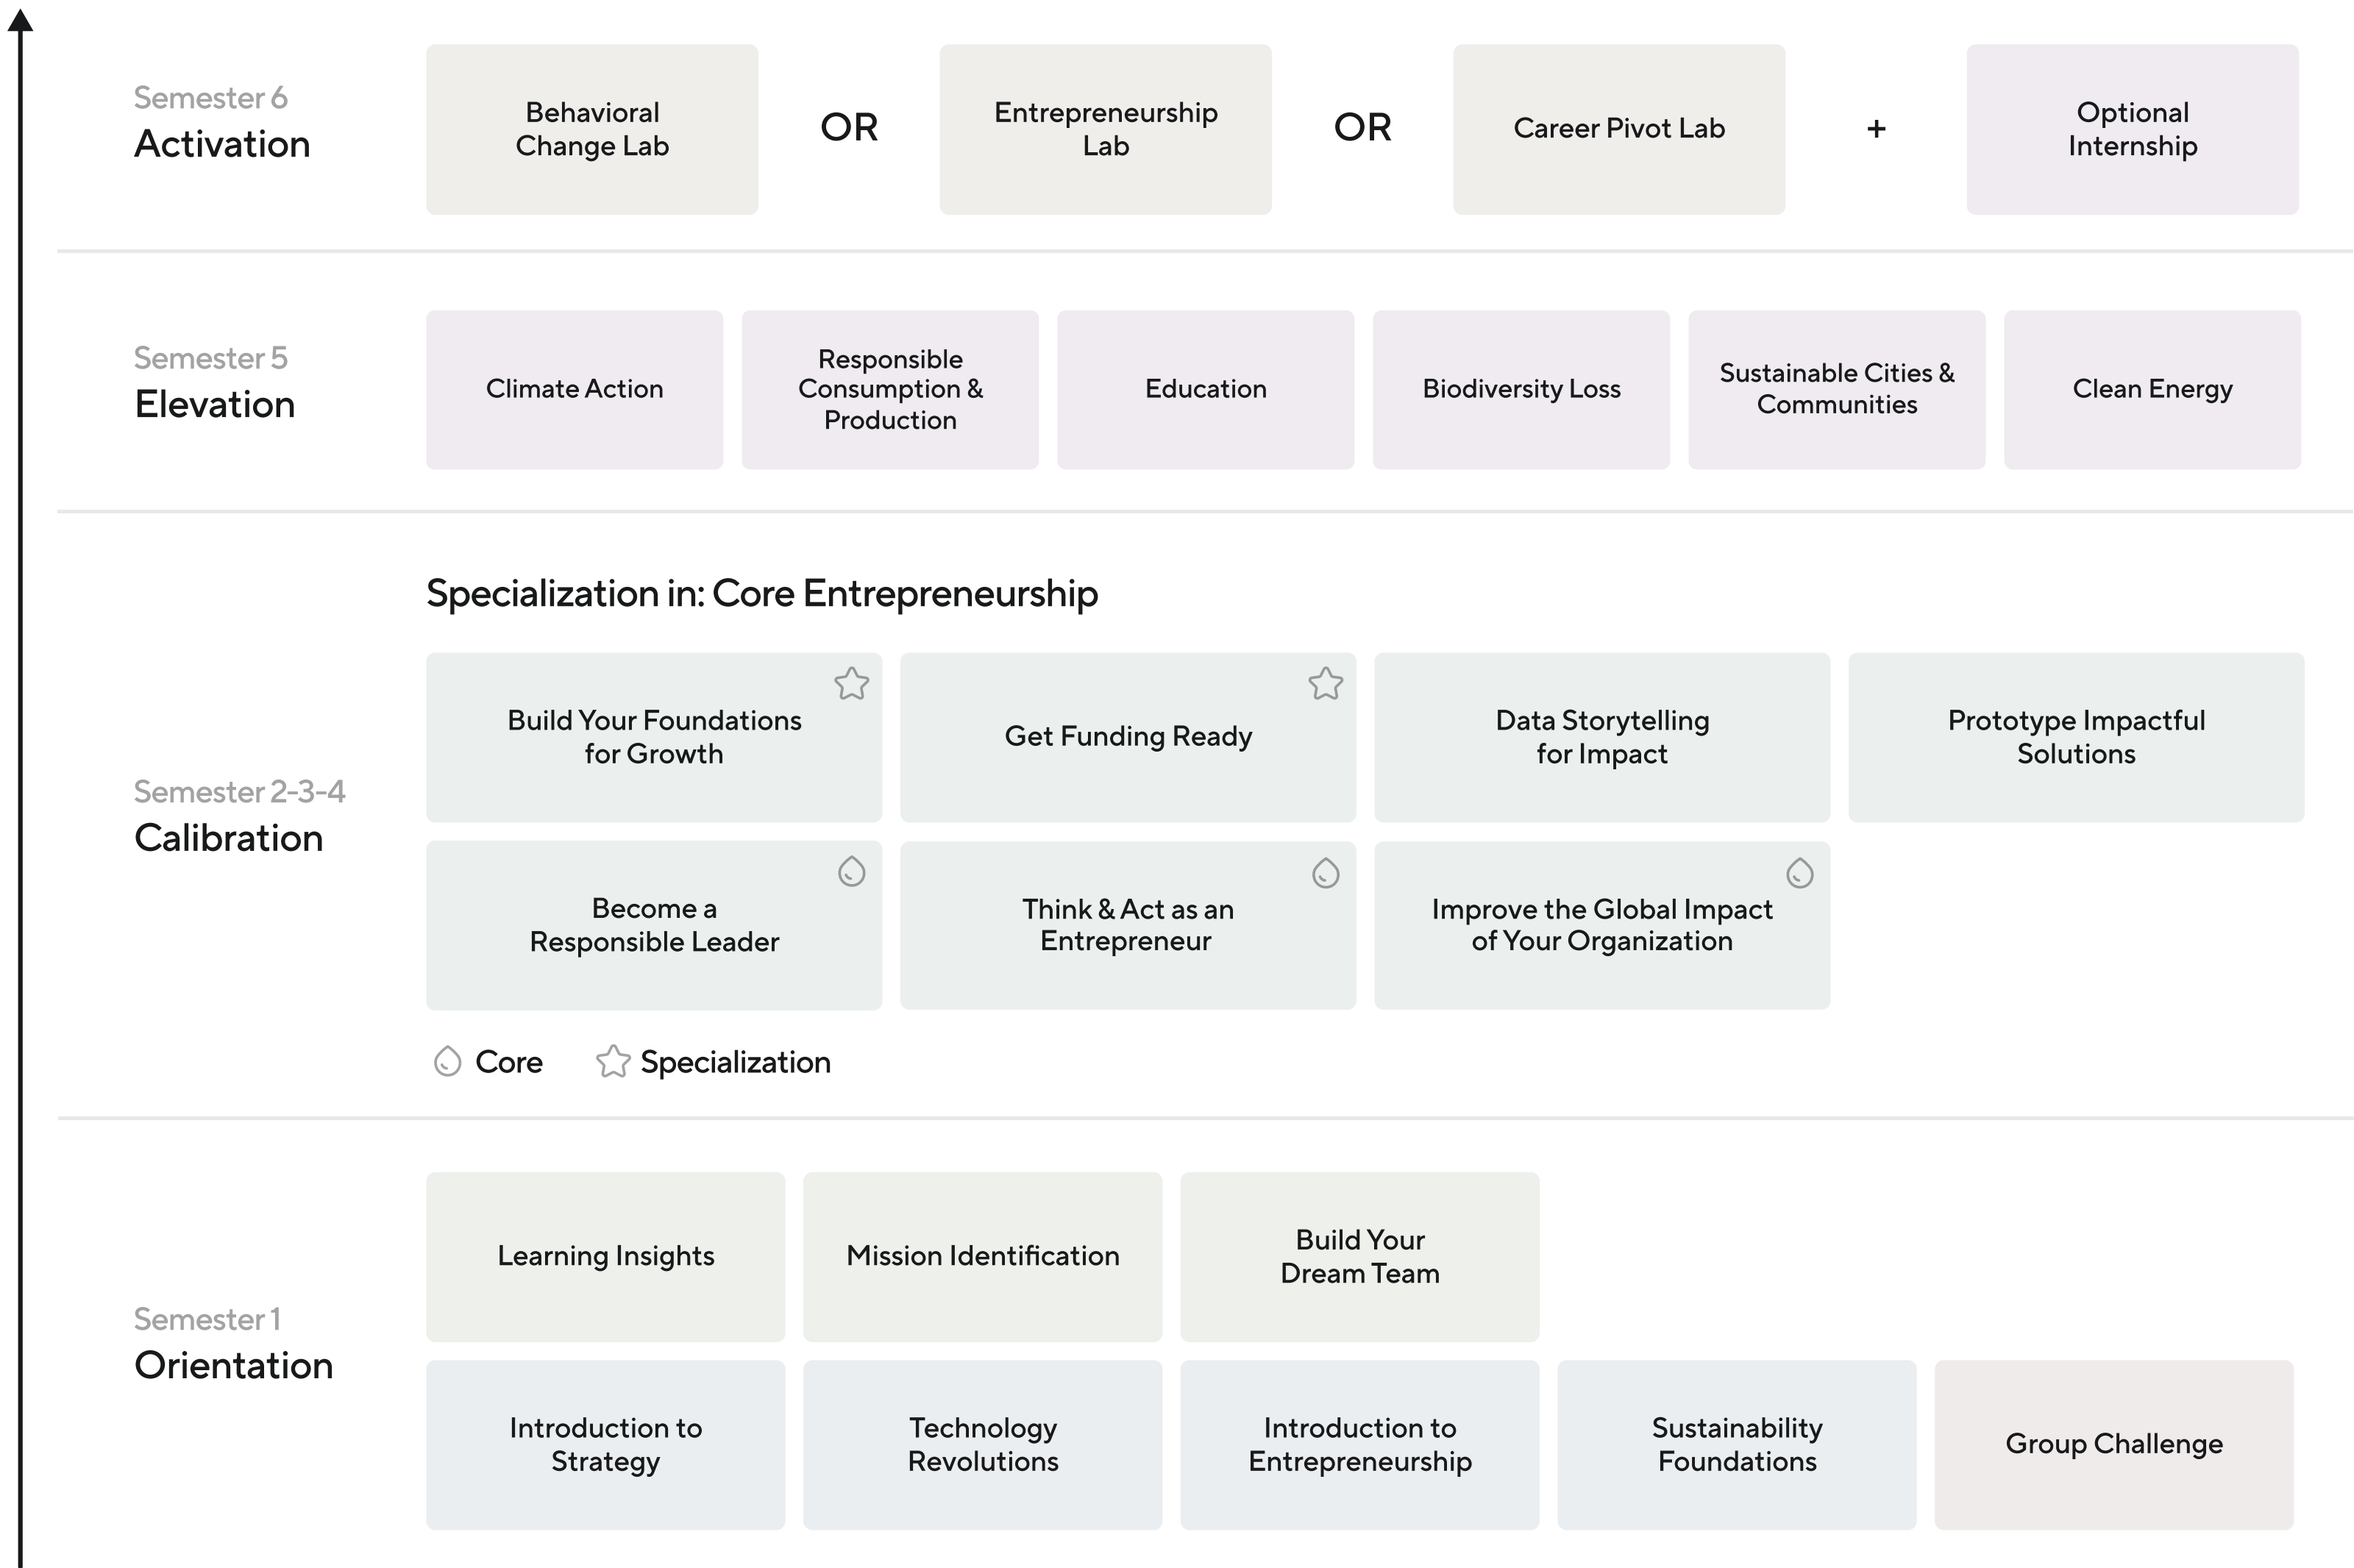 Semester 6
Activation
Behavioral
Change Lab
OR
Entrepreneurship
Lab
OR
Career Pivot Lab
+
Optional
Internship
Semester 5
Elevation
Climate Action
Responsible
Consumption &
Production
Education
Biodiversity Loss
Sustainable Cities &
Communities
Clean Energy
Semester 2-3-4
Calibration
Specialization in: Core Entrepreneurship
Build Your Foundations
for Growth
Get Funding Ready
Data Storytelling
for Impact
Prototype Impactful
Solutions
Become a
Responsible Leader
Think & Act as an
Entrepreneur
Improve the Global Impact
of Your Organization
Core
Specialization
Semester 1
Orientation
Learning Insights
Mission Identification
Build Your
Dream Team
Introduction to
Strategy
Technology
Revolutions
Introduction to
Entrepreneurship
Sustainability
Foundations
Group Challenge